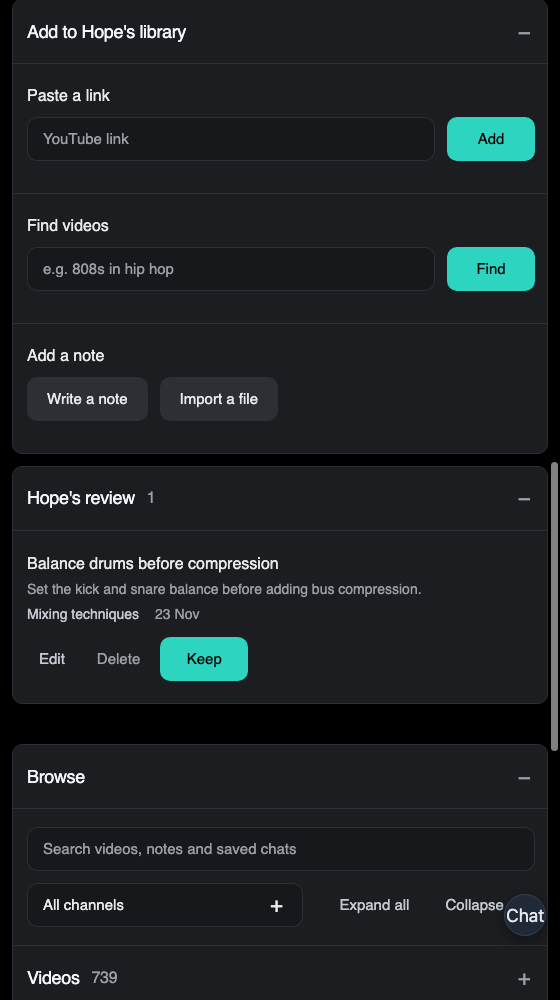 Add to Hope's library
Paste a link
YouTube link
Add
Find videos
e.g. 808s in hip hop
Find
Add a note
Write a note
Import a file
Hope's review 1
Balance drums before compression
Set the kick and snare balance before adding bus compression.
Mixing techniques 23 Nov
Edit Delete Keep
Browse
Search videos, notes and saved chats
All channels + Expand all Collapse
Chat
Videos 739 +